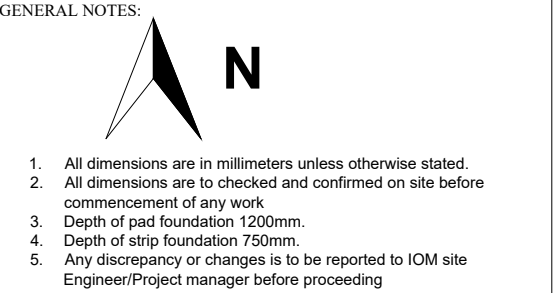 GENERAL NOTES:
N
1. All dimensions are in millimeters unless otherwise stated.
2. All dimensions are to checked and confirmed on site before
commencement of any work
3. Depth of pad foundation 1200mm.
4. Depth of strip foundation 750mm.
5. Any discrepancy or changes is to be reported to IOM site
Engineer/Project manager before proceeding